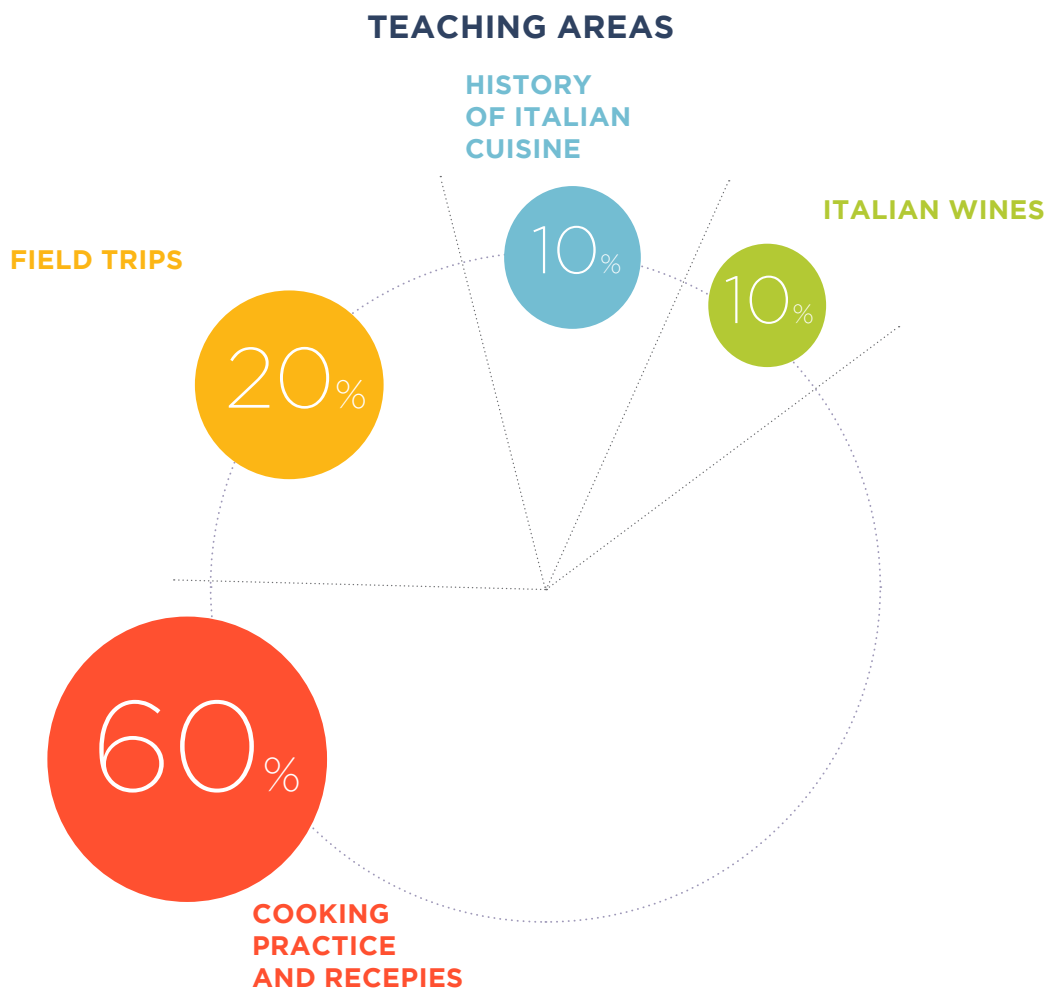 TEACHING AREAS
HISTORY
OF ITALIAN
CUISINE
10%
ITALIAN WINES
10%
FIELD TRIPS
20%
60%
COOKING
PRACTICE
AND RECEPIES